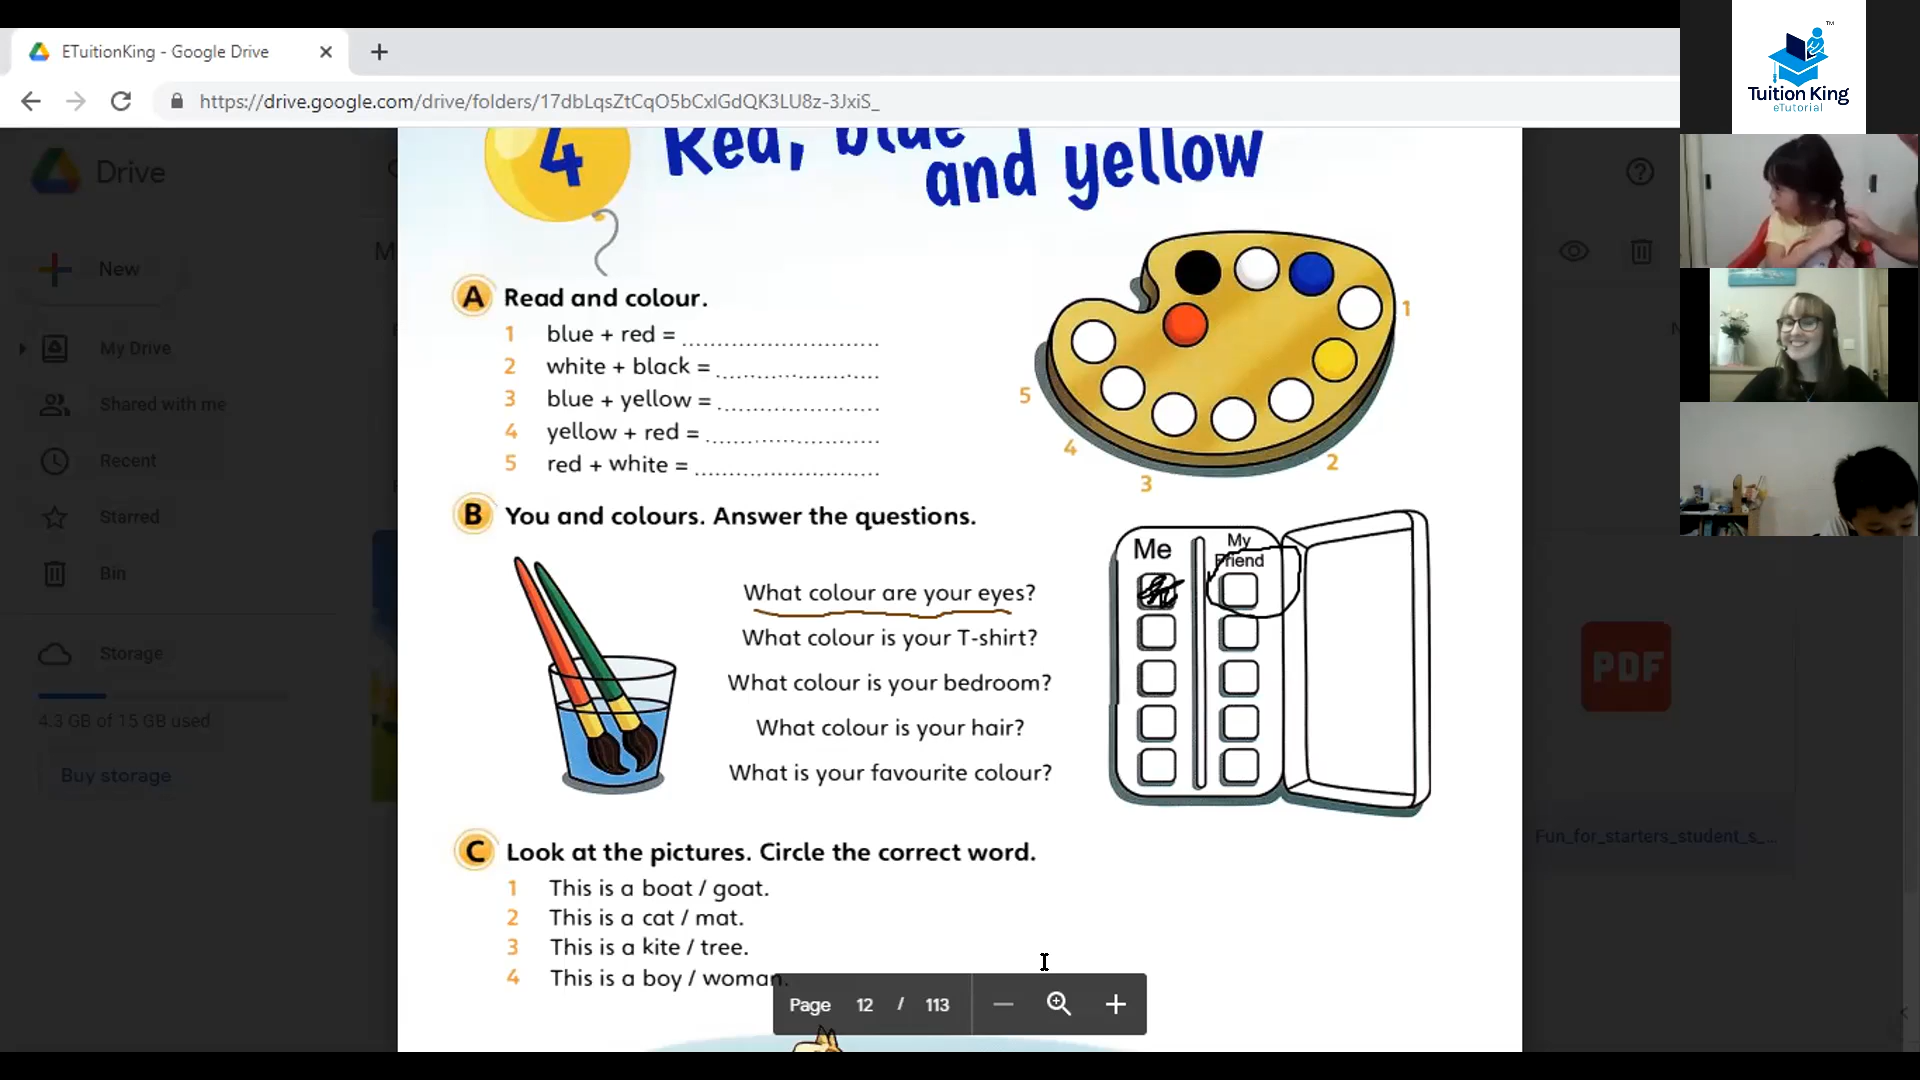 ETuitionKing - Google Drive
https://drive.google.com/drive/folders/17dbLqsZtCqO5bCxlGdQK3LU8z-3JxiS_
TM
Tuition King
eTutorial
Drive
New
My Drive
Shared with me
Recent
Starred
Bin
Storage
4.3 GB of 15 GB used
Buy storage
4
Red, blue
and yellow
A Read and colour.
1 blue + red = ............................
2 white + black = ............................
3 blue + yellow = ............................
4 yellow + red = ............................
5 red + white = ............................
1
2
3
4
5
B You and colours. Answer the questions.
Me
My
Friend
What colour are your eyes?
What colour is your T-shirt?
What colour is your bedroom?
What colour is your hair?
What is your favourite colour?
C Look at the pictures. Circle the correct word.
1 This is a boat / goat.
2 This is a cat / mat.
3 This is a kite / tree.
4 This is a boy / woman.
Page 12 / 113
PDF
Fun_for_starters_student_s_...